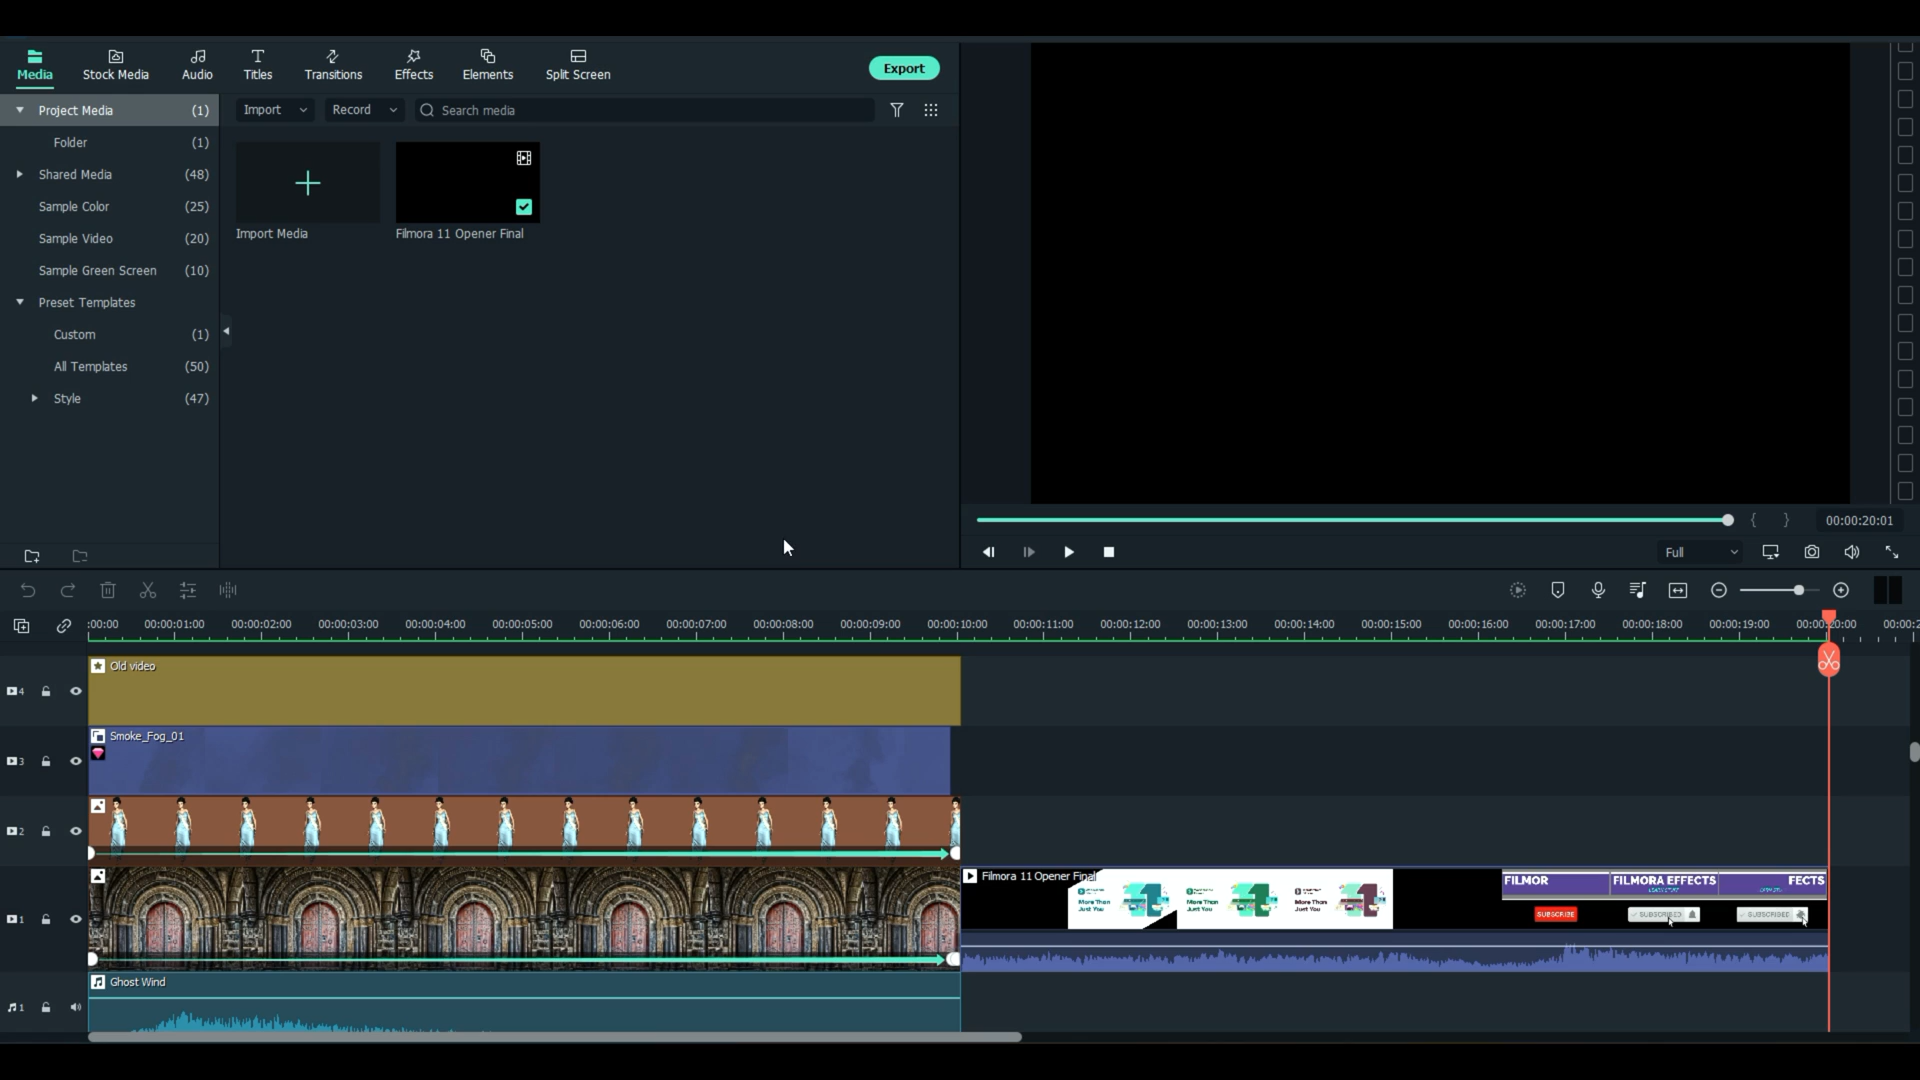 Media
Stock Media
Audio
Titles
Transitions
Effects
Elements
Split Screen
Export
Project Media (1)
Folder (1)
Shared Media (48)
Sample Color (25)
Sample Video (20)
Sample Green Screen (10)
Preset Templates
Custom (1)
All Templates (50)
Style (47)
Import
Record
Search media
Import Media
Filmora 11 Opener Final
00:00:20:01
Full
:00:00 00:00:01:00 00:00:02:00 00:00:03:00 00:00:04:00 00:00:05:00 00:00:06:00 00:00:07:00 00:00:08:00 00:00:09:00 00:00:10:00 00:00:11:00 00:00:12:00 00:00:13:00 00:00:14:00 00:00:15:00 00:00:16:00 00:00:17:00 00:00:18:00 00:00:19:00 00:00:20:00 00:00:2
4
Old video
3
Smoke_Fog_01
2
1
Filmora 11 Opener Final
More Than
Just You
More Than
Just You
More Than
Just You
FILMOR
FILMORA EFFECTS
FECTS
SUBSCRIBE
SUBSCRIBED
SUBSCRIBED
1
Ghost Wind